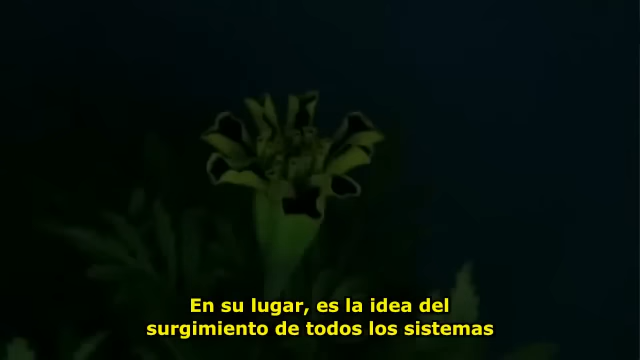 En su lugar, es la idea del
surgimiento de todos los sistemas